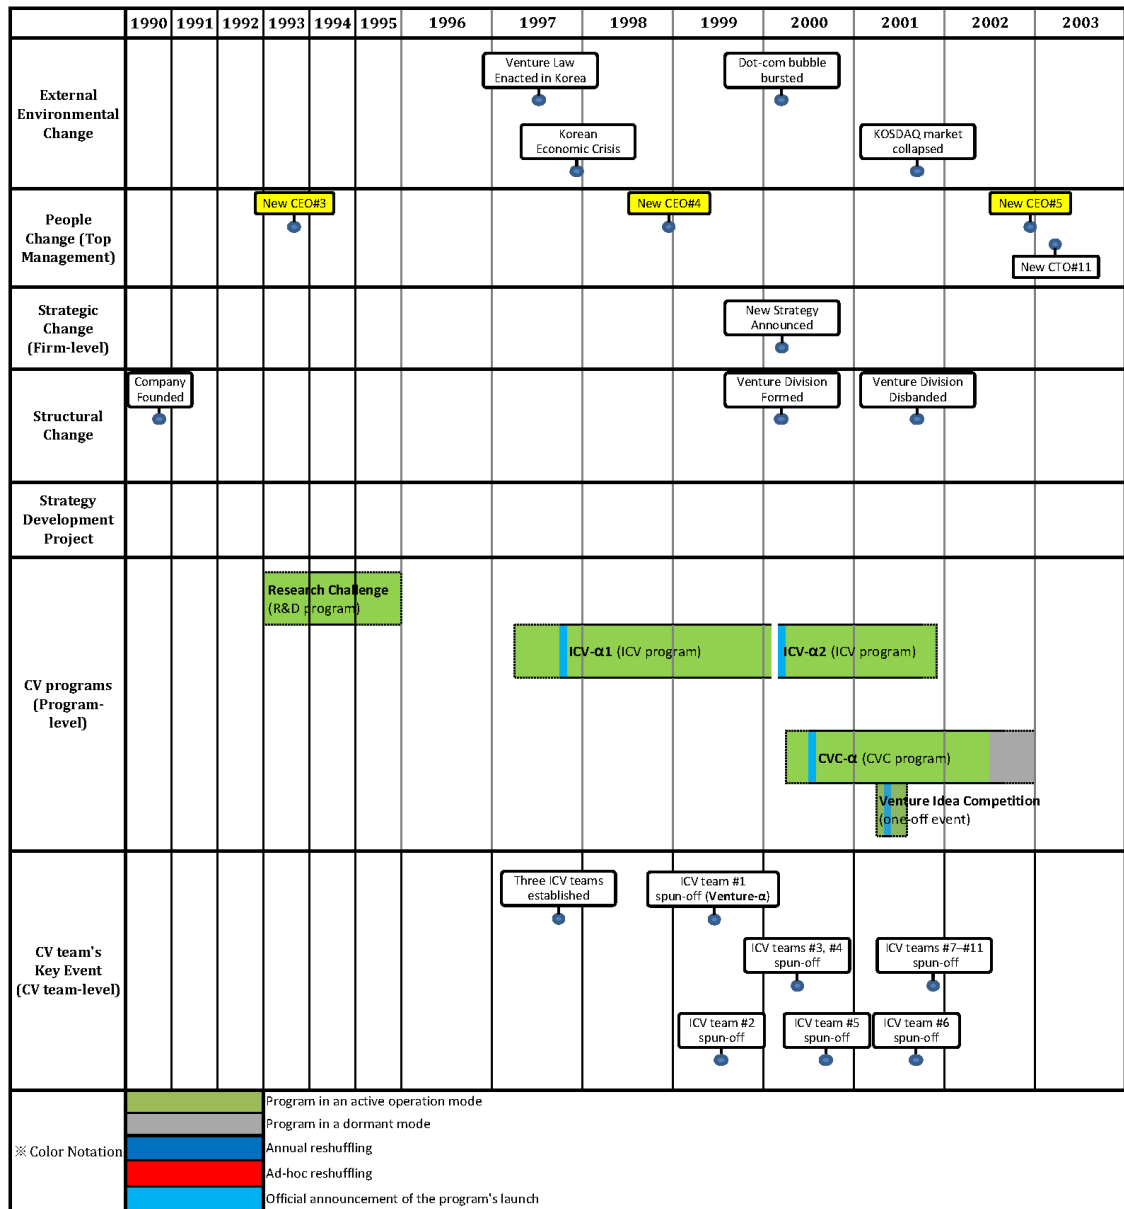 1990 1991 1992 1993 1994 1995 1996 1997 1998 1999 2000 2001 2002 2003
External
Environmental
Change
Venture Law
Enacted in Korea
Dot-com bubble
bursted
Korean
Economic Crisis
KOSDAQ market
collapsed
People
Change (Top
Management)
New CEO#3
New CEO#4
New CEO#5
New CTO#11
Strategic
Change
(Firm-level)
New Strategy
Announced
Structural
Change
Company
Founded
Venture Division
Formed
Venture Division
Disbanded
Strategy
Development
Project
CV programs
(Program-
level)
Research Challenge
(R&D program)
ICV-α1 (ICV program)
ICV-α2 (ICV program)
CVC-α (CVC program)
Venture Idea Competition
(one-off event)
CV team's
Key Event
(CV team-level)
Three ICV teams
established
ICV team #1
spun-off (Venture-α)
ICV teams #3, #4
spun-off
ICV teams #7–#11
spun-off
ICV team #2
spun-off
ICV team #5
spun-off
ICV team #6
spun-off
※ Color Notation
Program in an active operation mode
Program in a dormant mode
Annual reshuffling
Ad-hoc reshuffling
Official announcement of the program's launch